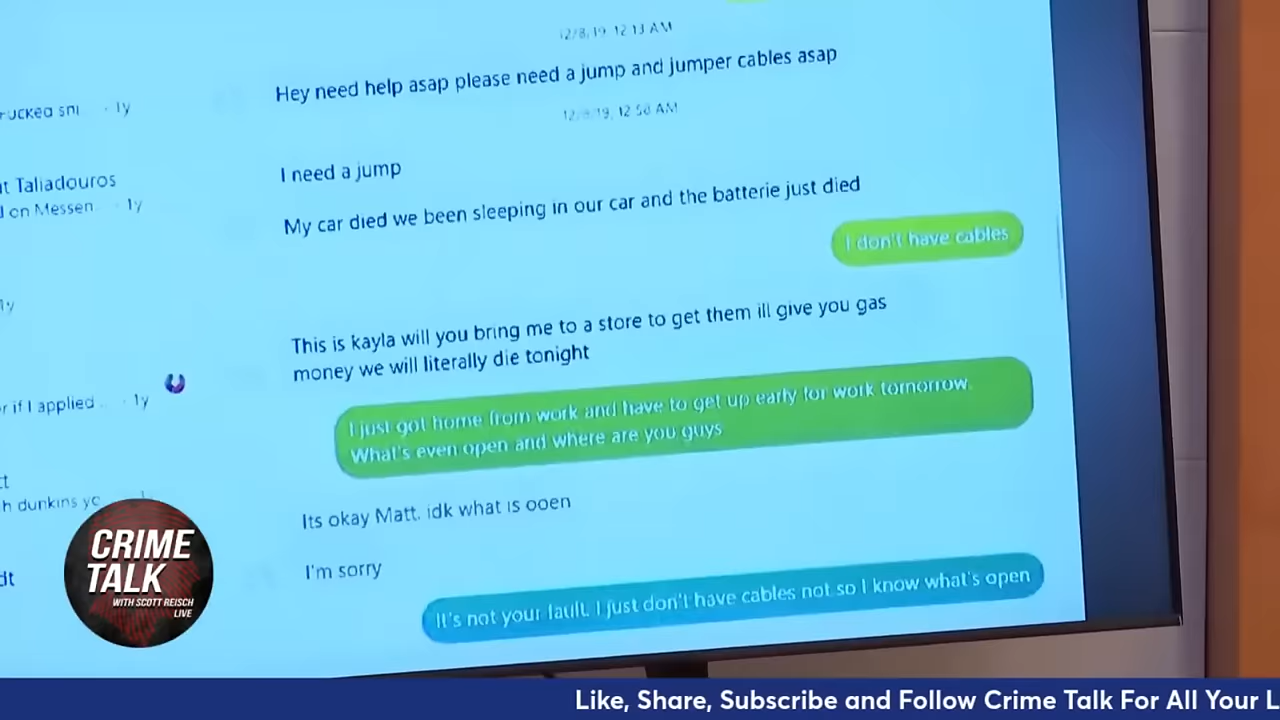 12/8/19, 12:13 AM
Hey need help asap please need a jump and jumper cables asap
12/8/19, 12:50 AM
I need a jump
My car died we been sleeping in our car and the batterie just died
I don't have cables
This is kayla will you bring me to a store to get them ill give you gas
money we will literally die tonight
I just got home from work and have to get up early for work tomorrow.
What's even open and where are you guys
Its okay Matt. idk what is open
I'm sorry
It's not your fault. I just don't have cables not so I know what's open
1y
t Taliadouros
on Messen 1y
1y
r if I applied 1y
h dunkins
dt
CRIME
TALK
WITH SCOTT REISCH
LIVE
Like, Share, Subscribe and Follow Crime Talk For All Your L